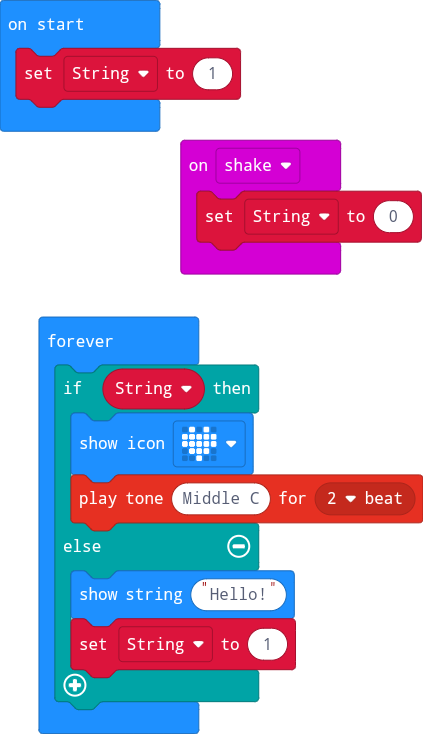 on start
set String to 1
on shake
set String to 0
forever
if String then
show icon
play tone Middle C for 2 beat
else
show string "Hello!"
set String to 1